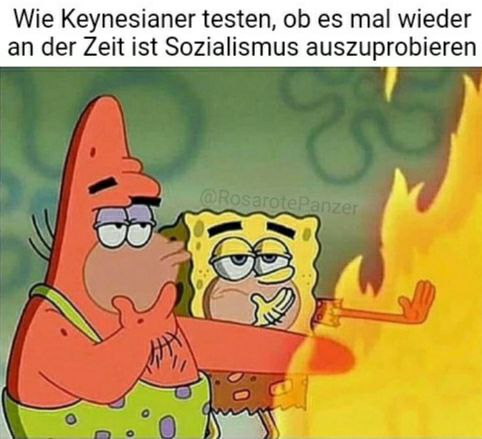 Wie Keynesianer testen, ob es mal wieder
an der Zeit ist Sozialismus auszuprobieren
@RosarotePanzer